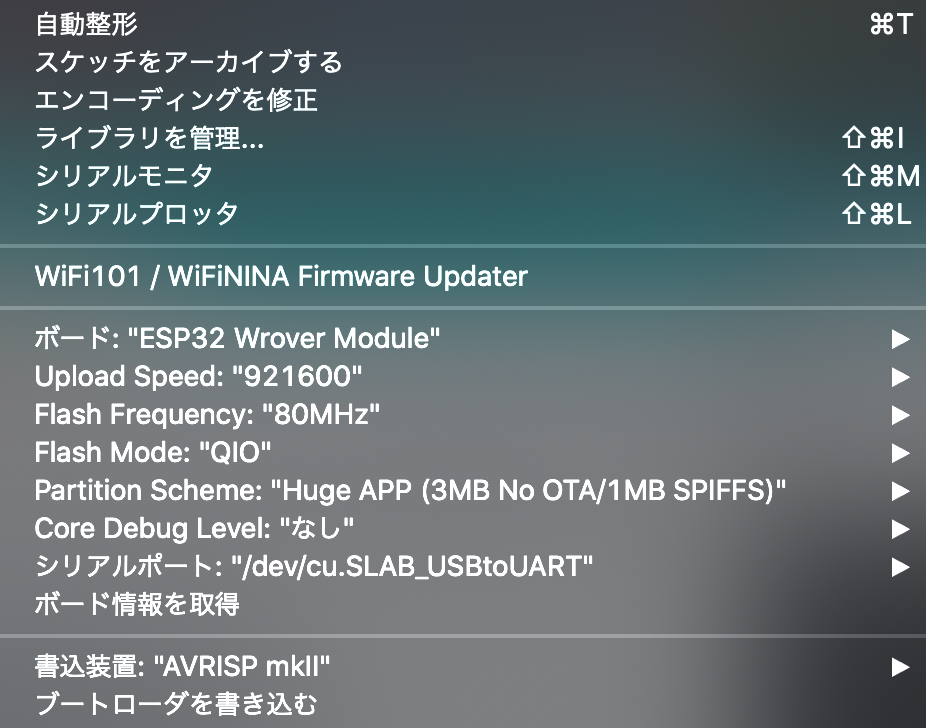 自動整形 ⌘T
スケッチをアーカイブする
エンコーディングを修正
ライブラリを管理... ⇧⌘I
シリアルモニタ ⇧⌘M
シリアルプロッタ ⇧⌘L
WiFi101 / WiFiNINA Firmware Updater
ボード: "ESP32 Wrover Module" ▶
Upload Speed: "921600" ▶
Flash Frequency: "80MHz" ▶
Flash Mode: "QIO" ▶
Partition Scheme: "Huge APP (3MB No OTA/1MB SPIFFS)" ▶
Core Debug Level: "なし" ▶
シリアルポート: "/dev/cu.SLAB_USBtoUART" ▶
ボード情報を取得
書込装置: "AVRISP mkII" ▶
ブートローダを書き込む